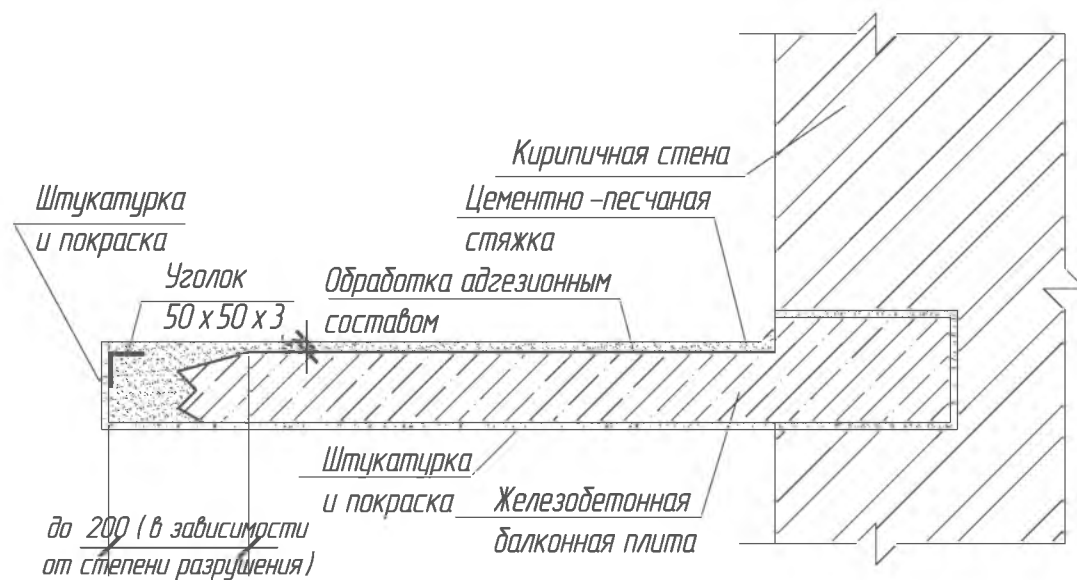 Кирипичная стена
Штукатурка
и покраска
Цементно-песчаная
стяжка
Уголок
50 x 50 x 3
Обработка адгезионным
составом
Штукатурка
и покраска
Железобетонная
балконная плита
до 200 (в зависимости
от степени разрушения)